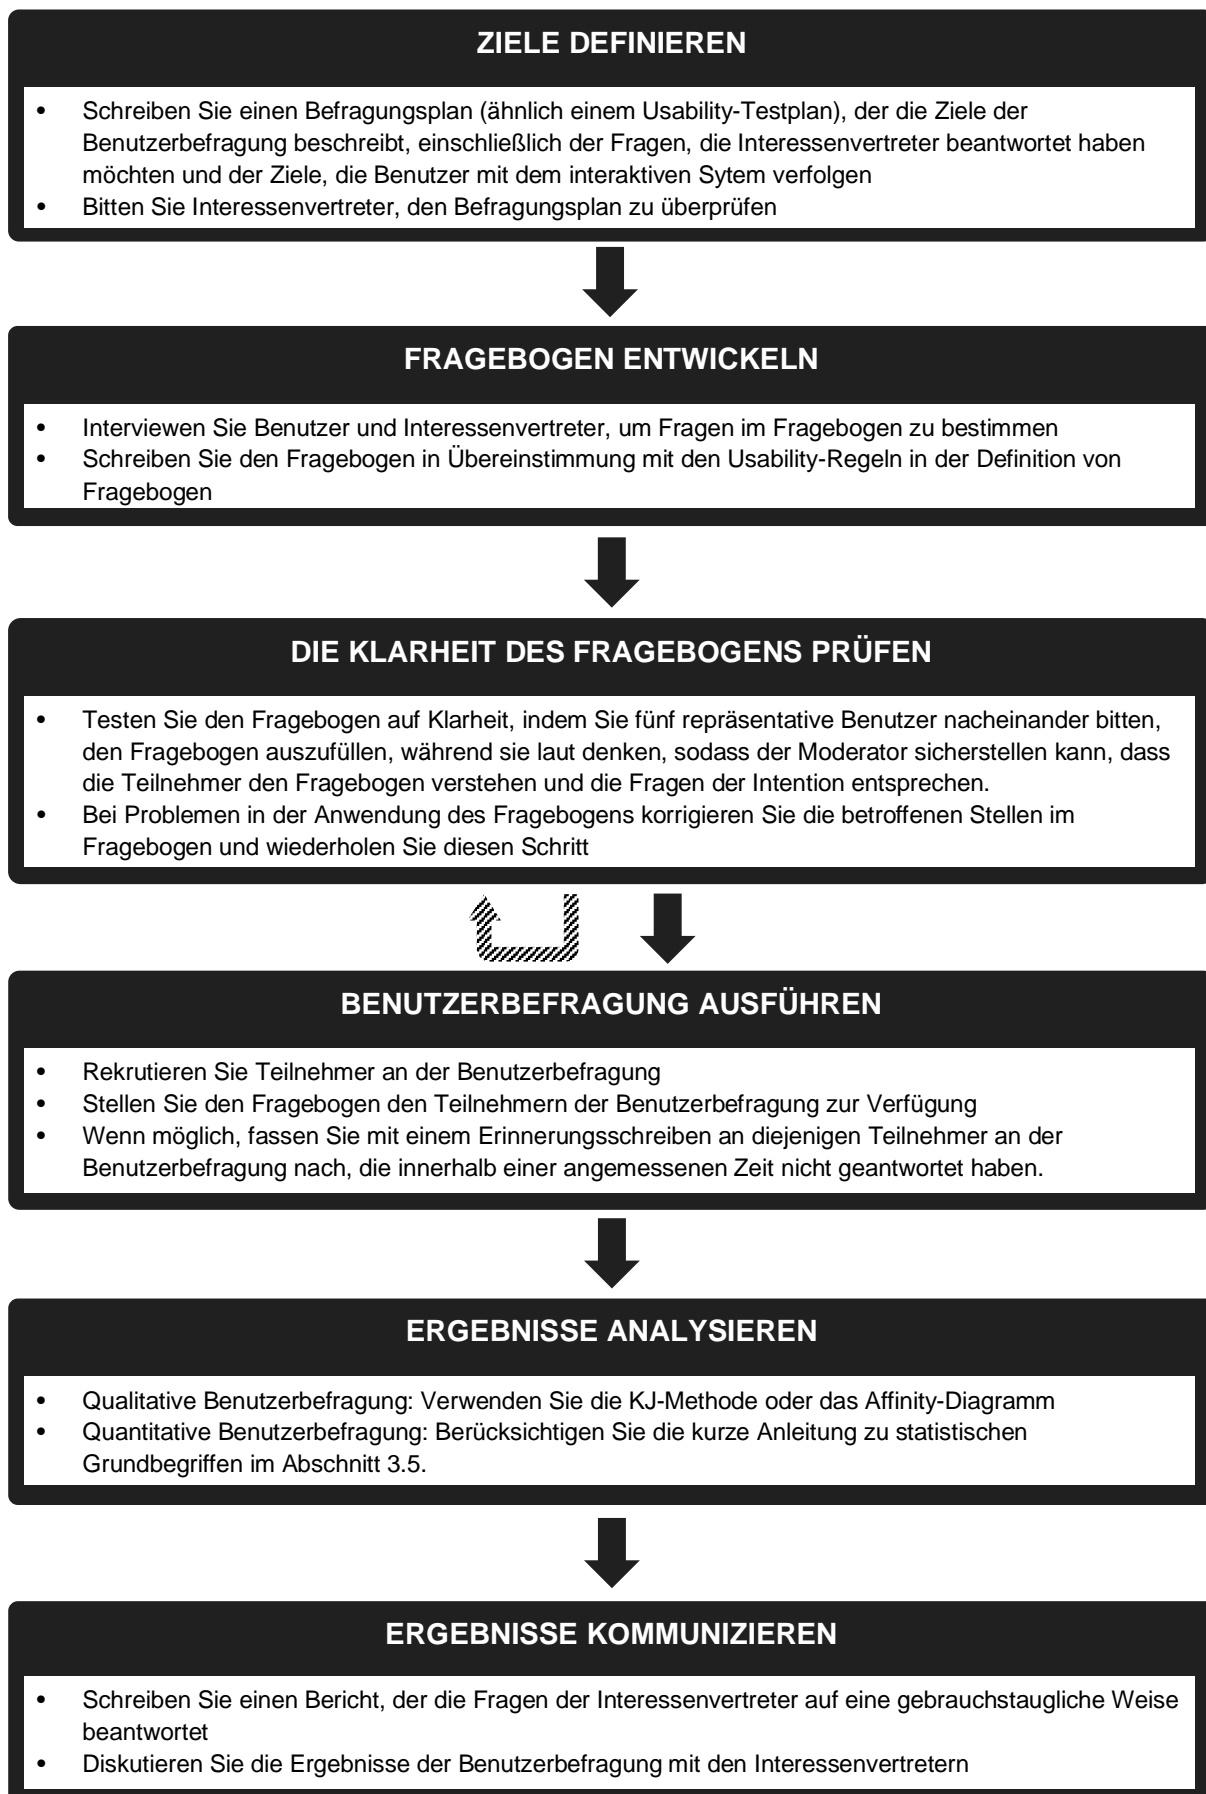 ZIELE DEFINIEREN
• Schreiben Sie einen Befragungsplan (ähnlich einem Usability-Testplan), der die Ziele der
Benutzerbefragung beschreibt, einschließlich der Fragen, die Interessenvertreter beantwortet haben
möchten und der Ziele, die Benutzer mit dem interaktiven Sytem verfolgen
• Bitten Sie Interessenvertreter, den Befragungsplan zu überprüfen
FRAGEBOGEN ENTWICKELN
• Interviewen Sie Benutzer und Interessenvertreter, um Fragen im Fragebogen zu bestimmen
• Schreiben Sie den Fragebogen in Übereinstimmung mit den Usability-Regeln in der Definition von
Fragebogen
DIE KLARHEIT DES FRAGEBOGENS PRÜFEN
• Testen Sie den Fragebogen auf Klarheit, indem Sie fünf repräsentative Benutzer nacheinander bitten,
den Fragebogen auszufüllen, während sie laut denken, sodass der Moderator sicherstellen kann, dass
die Teilnehmer den Fragebogen verstehen und die Fragen der Intention entsprechen.
• Bei Problemen in der Anwendung des Fragebogens korrigieren Sie die betroffenen Stellen im
Fragebogen und wiederholen Sie diesen Schritt
BENUTZERBEFRAGUNG AUSFÜHREN
• Rekrutieren Sie Teilnehmer an der Benutzerbefragung
• Stellen Sie den Fragebogen den Teilnehmern der Benutzerbefragung zur Verfügung
• Wenn möglich, fassen Sie mit einem Erinnerungsschreiben an diejenigen Teilnehmer an der
Benutzerbefragung nach, die innerhalb einer angemessenen Zeit nicht geantwortet haben.
ERGEBNISSE ANALYSIEREN
• Qualitative Benutzerbefragung: Verwenden Sie die KJ-Methode oder das Affinity-Diagramm
• Quantitative Benutzerbefragung: Berücksichtigen Sie die kurze Anleitung zu statistischen
Grundbegriffen im Abschnitt 3.5.
ERGEBNISSE KOMMUNIZIEREN
• Schreiben Sie einen Bericht, der die Fragen der Interessenvertreter auf eine gebrauchstaugliche Weise
beantwortet
• Diskutieren Sie die Ergebnisse der Benutzerbefragung mit den Interessenvertretern